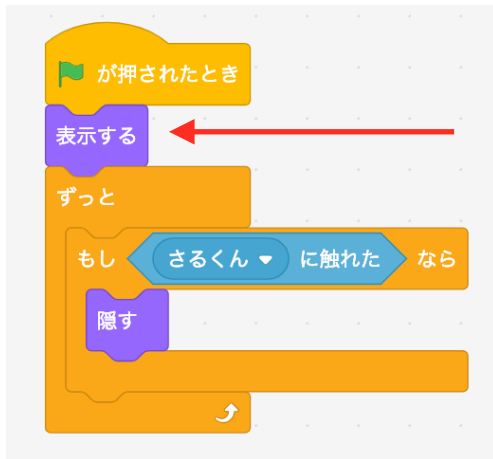 が押されたとき
表示する
ずっと
もし さるくん に触れた なら
隠す